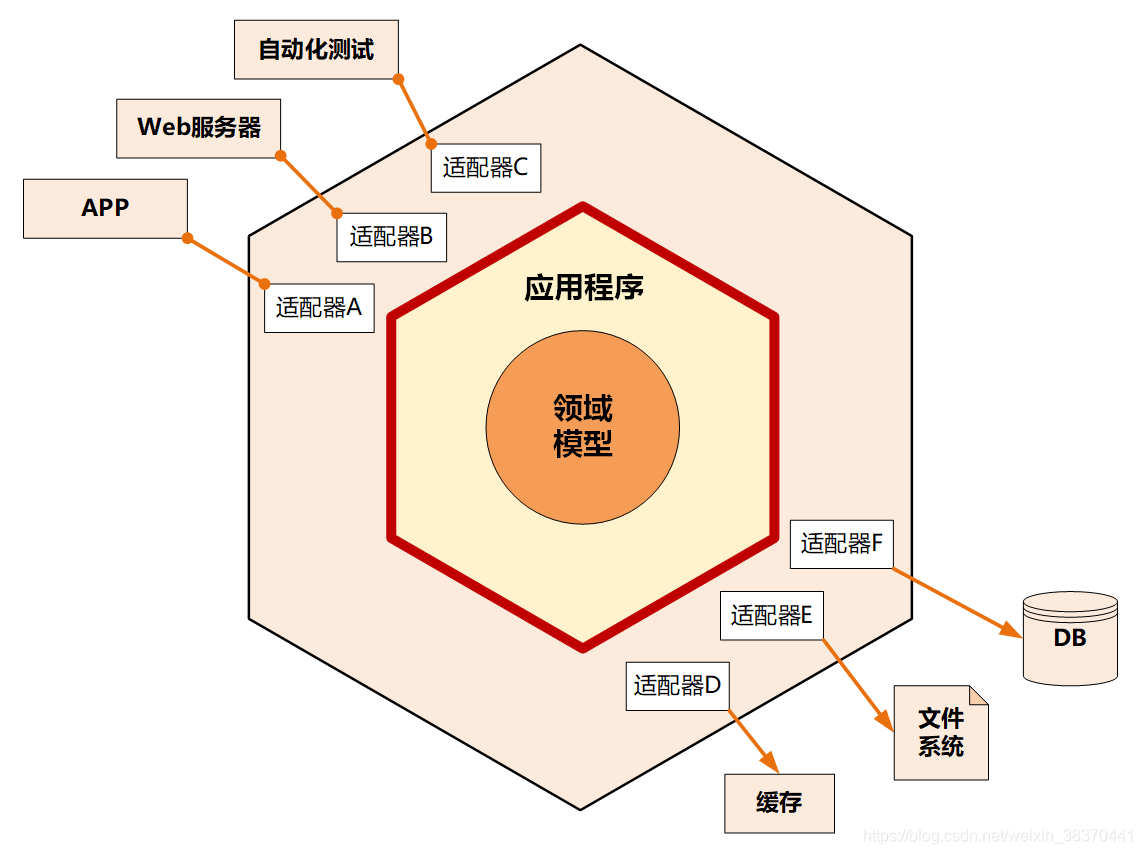 自动化测试
Web服务器
适配器C
APP
适配器B
适配器A
应用程序
领域
模型
适配器F
适配器E
DB
适配器D
文件
系统
缓存
https://blog.csdn.net/weixin_38370441